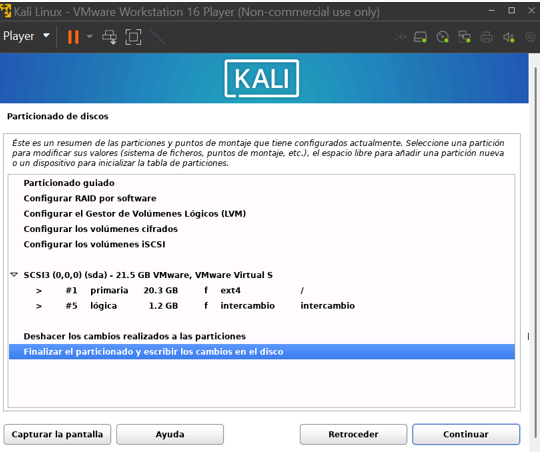 Kali Linux - VMware Workstation 16 Player (Non-commercial use only)
Player
KALI
Particionado de discos
Éste es un resumen de las particiones y puntos de montaje que tiene configurados actualmente. Seleccione una partición
para modificar sus valores (sistema de ficheros, puntos de montaje, etc.), el espacio libre para añadir una partición nueva
o un dispositivo para inicializar la tabla de particiones.
Particionado guiado
Configurar RAID por software
Configurar el Gestor de Volúmenes Lógicos (LVM)
Configurar los volúmenes cifrados
Configurar los volúmenes iSCSI
SCSI3 (0,0,0) (sda) - 21.5 GB VMware, VMware Virtual S
> #1 primaria 20.3 GB f ext4 /
> #5 lógica 1.2 GB f intercambio intercambio
Deshacer los cambios realizados a las particiones
Finalizar el particionado y escribir los cambios en el disco
Capturar la pantalla Ayuda Retroceder Continuar